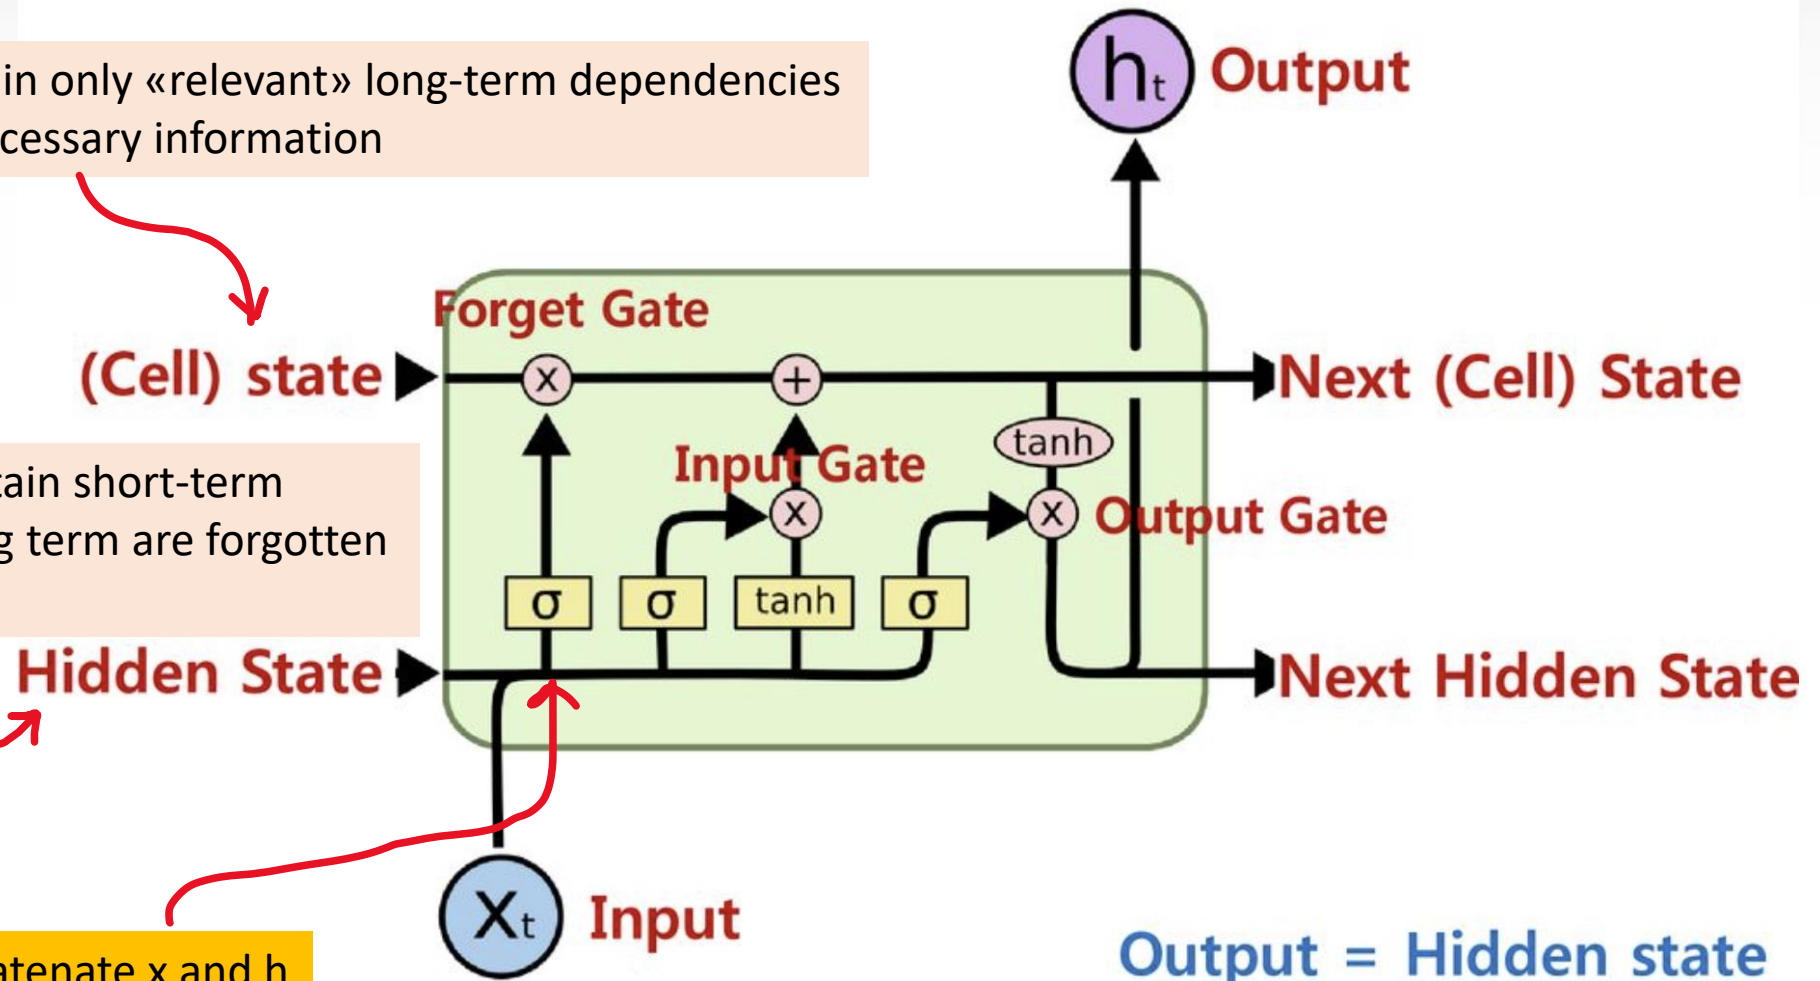 in only «relevant» long-term dependencies
cessary information
ht Output
Forget Gate
(Cell) state
x
+
Next (Cell) State
tanh
Input Gate
tain short-term
g term are forgotten
x
x
Output Gate
σ
σ
tanh
σ
Hidden State
Next Hidden State
Xt Input
atenate x and h
Output = Hidden state